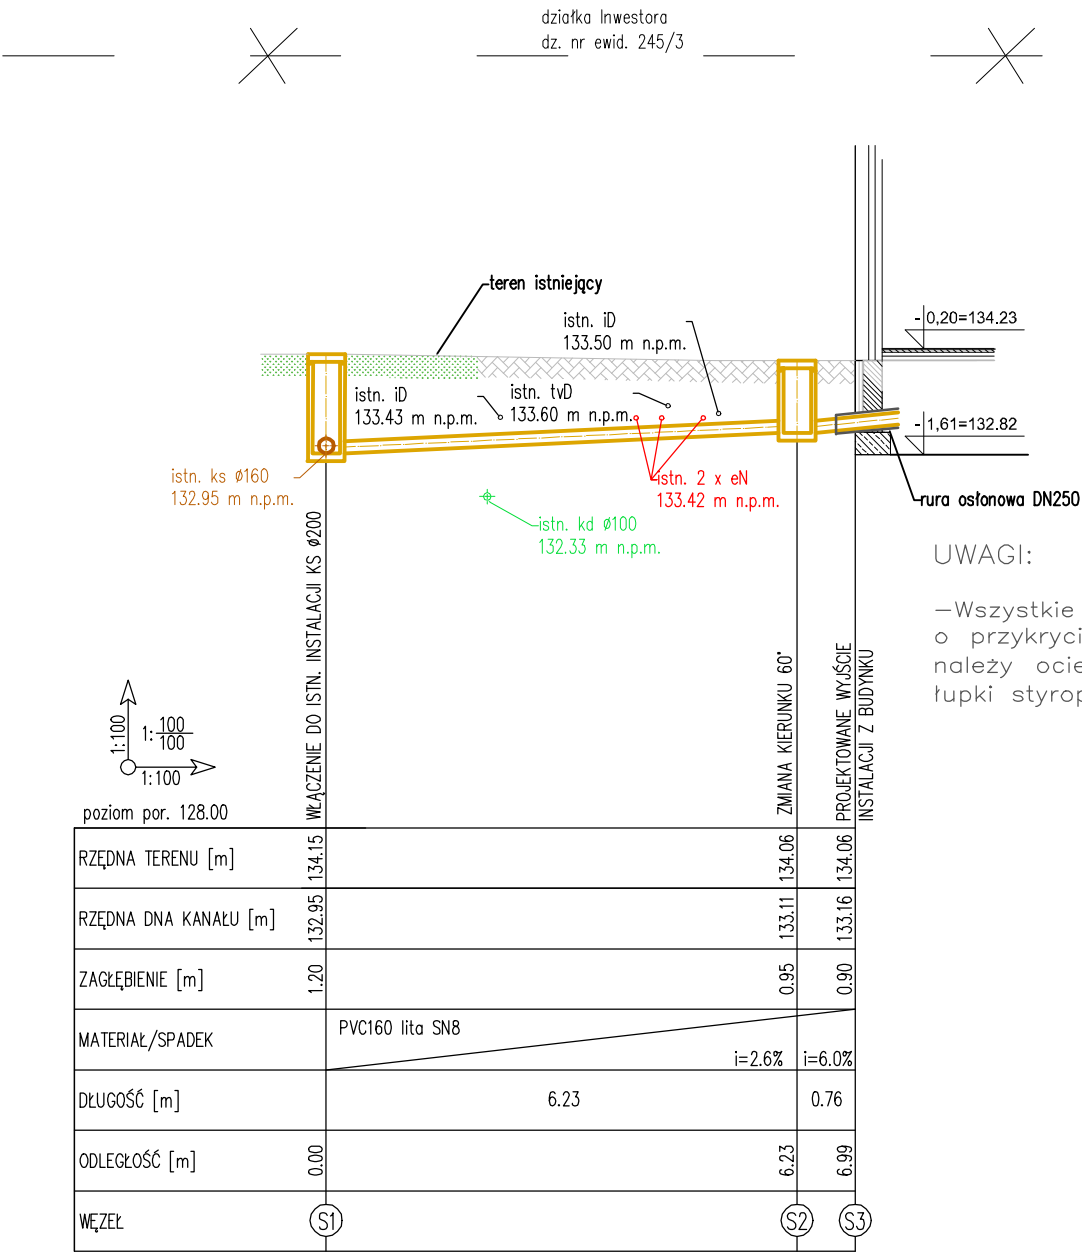 działka Inwestora
dz. nr ewid. 245/3
teren istniejący
istn. iD
133.50 m n.p.m.
-0,20=134.23
istn. iD
133.43 m n.p.m.
istn. tvD
133.60 m n.p.m.
-1,61=132.82
istn. ks ø160
132.95 m n.p.m.
istn. 2 x eN
133.42 m n.p.m.
rura osłonowa DN250
istn. kd ø100
132.33 m n.p.m.
UWAGI:
-Wszystkie
o przykryci
należy ocie
łupki styrop
WŁĄCZENIE DO ISTN. INSTALACJI KS ø200
ZMIANA KIERUNKU 60°
PROJEKTOWANE WYJŚCIE
INSTALACJI Z BUDYNKU
1:100
1:100/100
1:100
poziom por. 128.00
RZĘDNA TERENU [m] 134.15 134.06 134.06
RZĘDNA DNA KANAŁU [m] 132.95 133.11 133.16
ZAGŁĘBIENIE [m] 1.20 0.95 0.90
MATERIAŁ/SPADEK PVC160 lita SN8 i=2.6% i=6.0%
DŁUGOŚĆ [m] 6.23 0.76
ODLEGŁOŚĆ [m] 0.00 6.23 6.99
WĘZEŁ S1 S2 S3